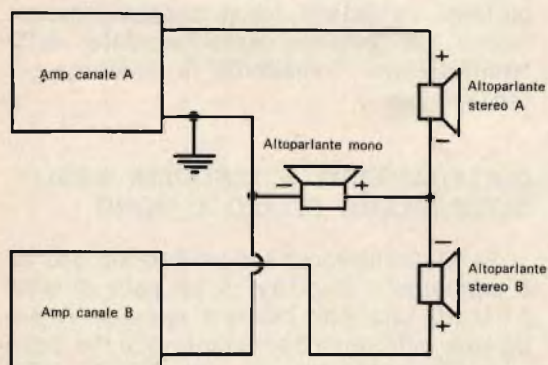 Amp canale A
+
Altoparlante
stereo A
−
Altoparlante mono
− +
−
Altoparlante
stereo B
+
Amp canale B